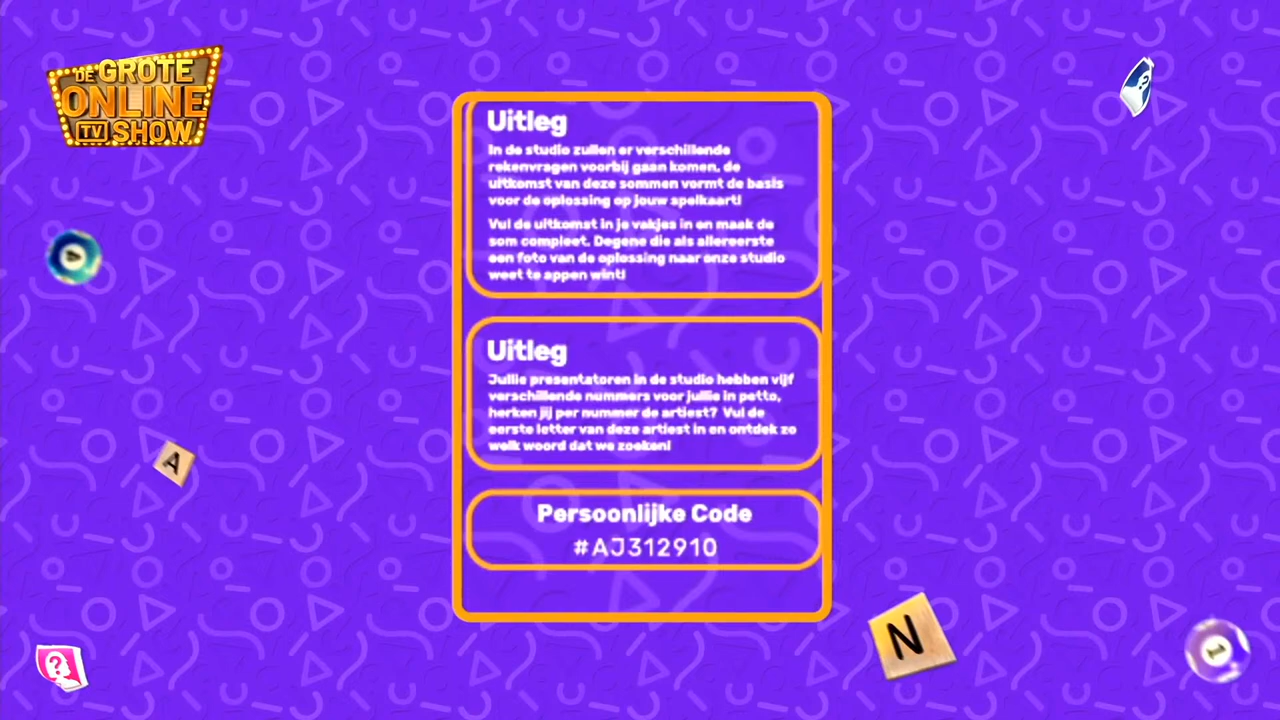 DE GROTE
ONLINE
TV SHOW
Uitleg
In de studio zullen er verschillende
rekenvragen voorbij gaan komen, de
uitkomst van deze sommen vormt de basis
voor de oplossing op jouw spelkaart!
Vul de uitkomst in je vakjes in en maak de
som compleet. Degene die als allereerste
een foto van de oplossing naar onze studio
weet te appen wint!
Uitleg
Jullie presentatoren in de studio hebben vijf
verschillende nummers voor jullie in petto,
herken jij per nummer de artiest? Vul de
eerste letter van deze artiest in en ontdek zo
welk woord dat we zoeken!
Persoonlijke Code
#AJ312910
A
N
?
1